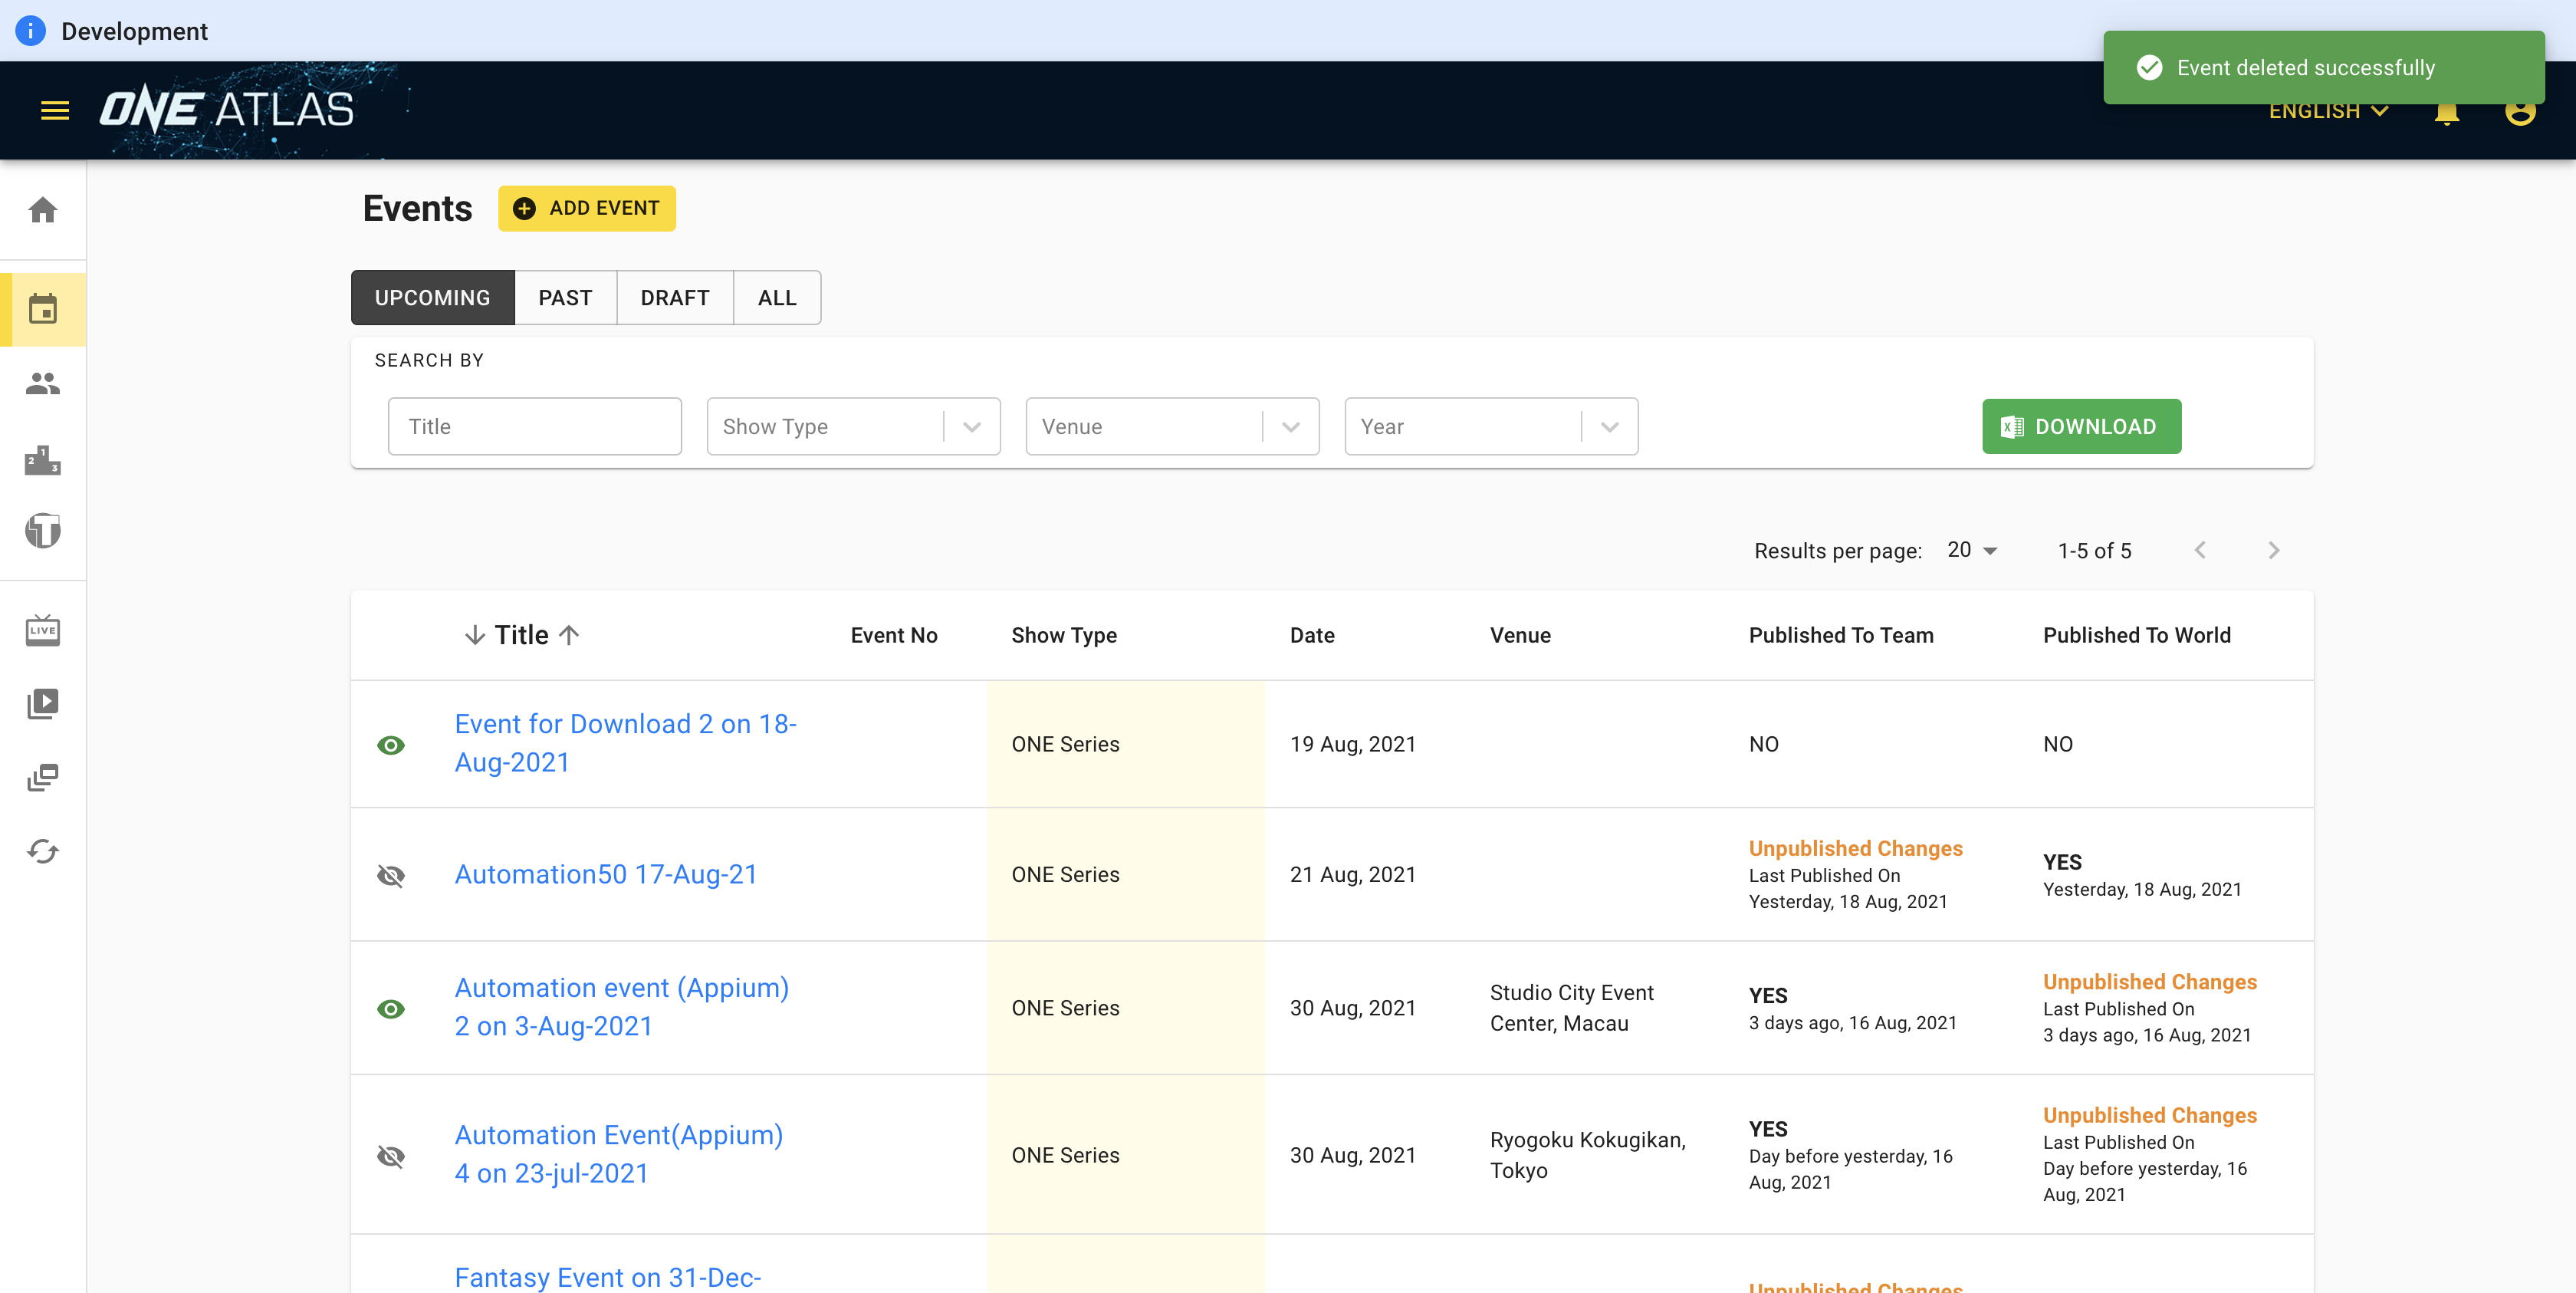 Development
Event deleted successfully
ONE ATLAS
ENGLISH
Events
ADD EVENT
UPCOMING PAST DRAFT ALL
SEARCH BY
Title Show Type Venue Year DOWNLOAD
Results per page: 20 1-5 of 5
Title Event No Show Type Date Venue Published To Team Published To World
Event for Download 2 on 18-
Aug-2021
ONE Series 19 Aug, 2021 NO NO
Automation50 17-Aug-21 ONE Series 21 Aug, 2021
Unpublished Changes
Last Published On
Yesterday, 18 Aug, 2021
YES
Yesterday, 18 Aug, 2021
Automation event (Appium)
2 on 3-Aug-2021
ONE Series 30 Aug, 2021
Studio City Event
Center, Macau
YES
3 days ago, 16 Aug, 2021
Unpublished Changes
Last Published On
3 days ago, 16 Aug, 2021
Automation Event(Appium)
4 on 23-jul-2021
ONE Series 30 Aug, 2021
Ryogoku Kokugikan,
Tokyo
YES
Day before yesterday, 16
Aug, 2021
Unpublished Changes
Last Published On
Day before yesterday, 16
Aug, 2021
Fantasy Event on 31-Dec-
Unpublished Changes
LIVE
2 1 3